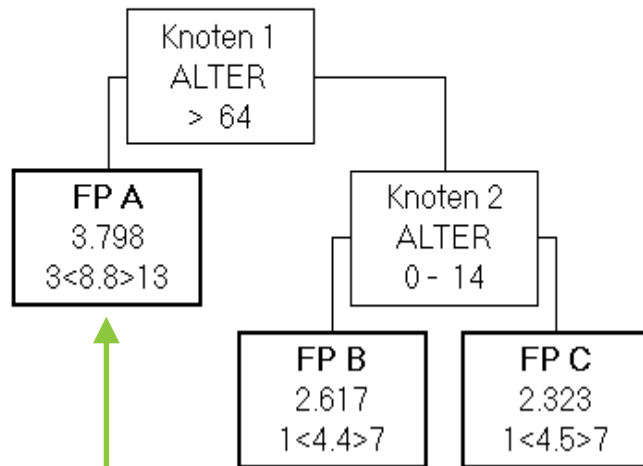 Knoten 1
ALTER
> 64
FP A
3.798
3<8.8>13
Knoten 2
ALTER
0 - 14
FP B
2.617
1<4.4>7
FP C
2.323
1<4.5>7